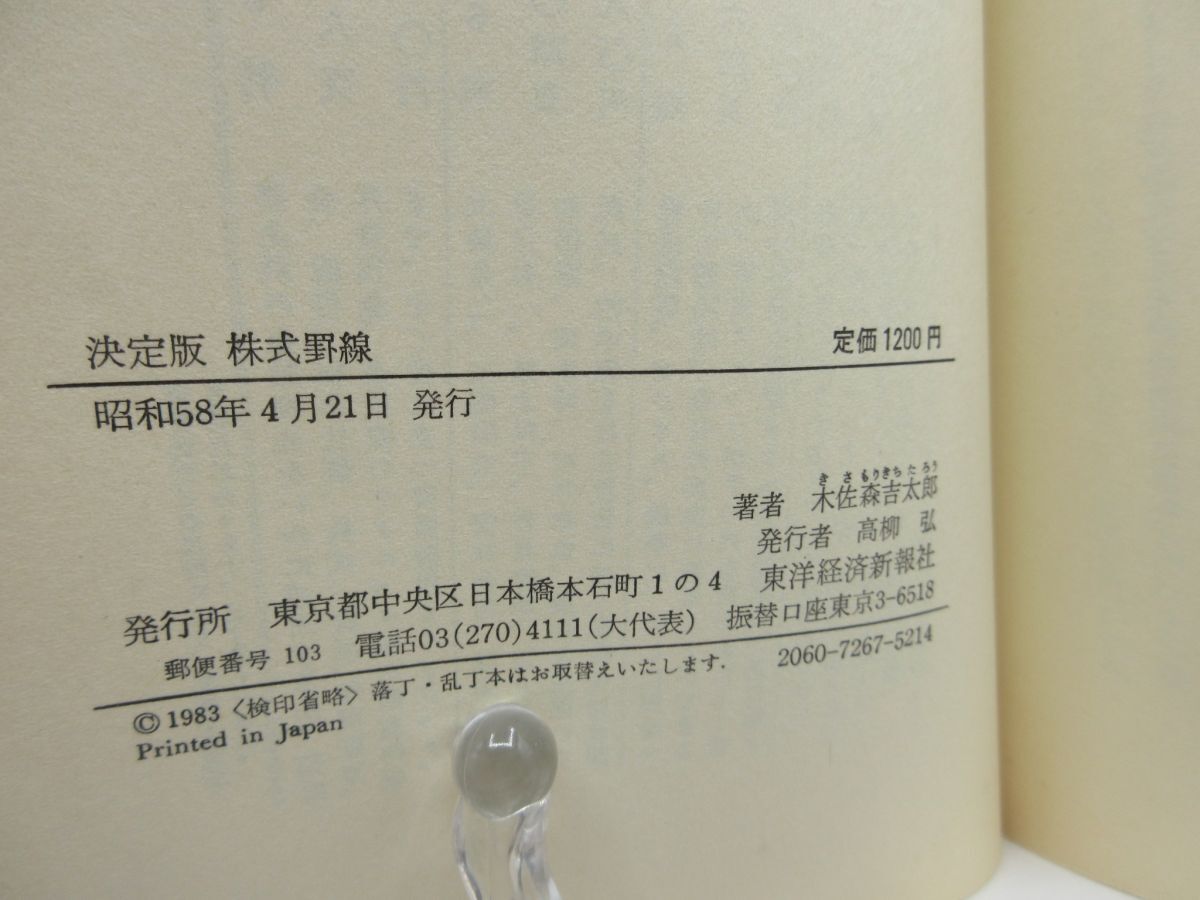 決定版 株式罫線 定価1200円
昭和58年4月21日 発行
きさもりきちたろう
著者 木佐森吉太郎
発行者 高柳 弘
発行所 東京都中央区日本橋本石町1の4 東洋経済新報社
郵便番号 103 電話03(270)4111(大代表) 振替口座東京3-6518
© 1983 〈検印省略〉 落丁・乱丁本はお取替えいたします. 2060-7267-5214
Printed in Japan